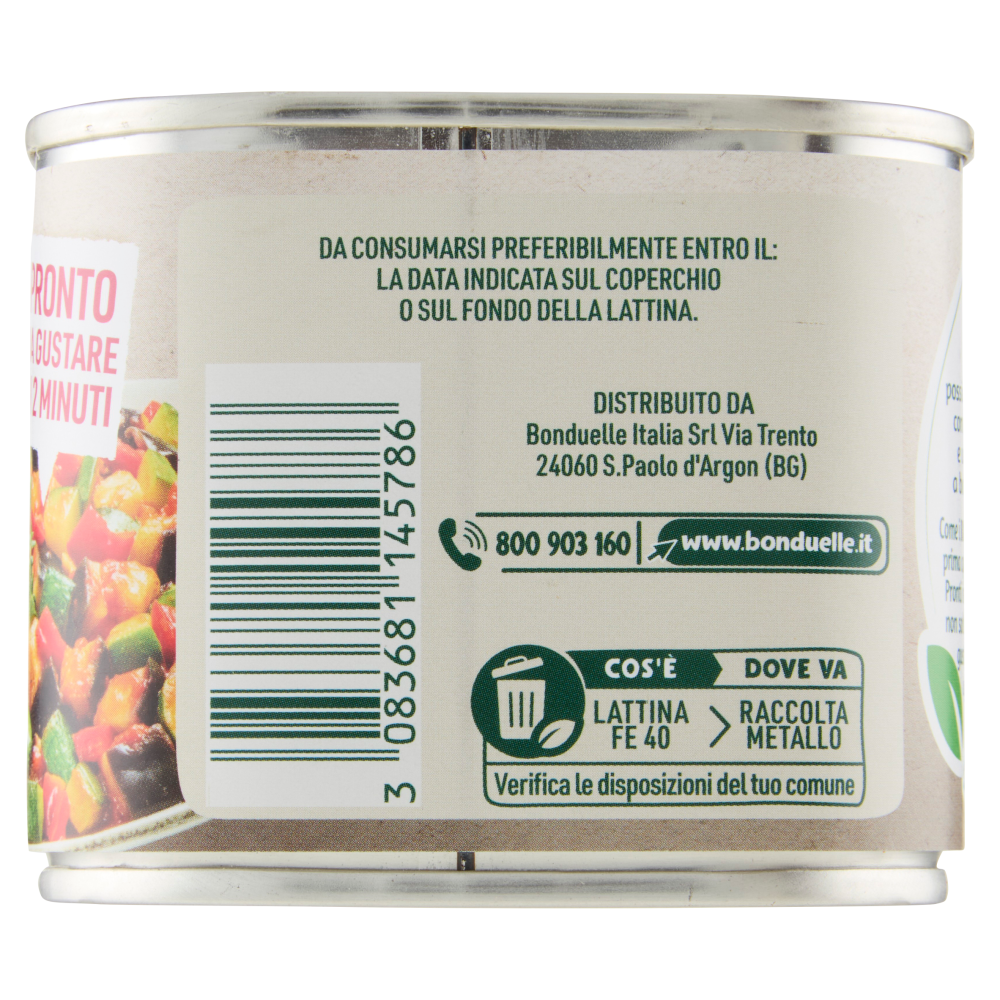 PRONTO
A GUSTARE
2 MINUTI
DA CONSUMARSI PREFERIBILMENTE ENTRO IL:
LA DATA INDICATA SUL COPERCHIO
O SUL FONDO DELLA LATTINA.
3 083681 145786
DISTRIBUITO DA
Bonduelle Italia Srl Via Trento
24060 S.Paolo d'Argon (BG)
800 903 160
www.bonduelle.it
COS'È DOVE VA
LATTINA RACCOLTA
FE 40 METALLO
Verifica le disposizioni del tuo comune
Come
non